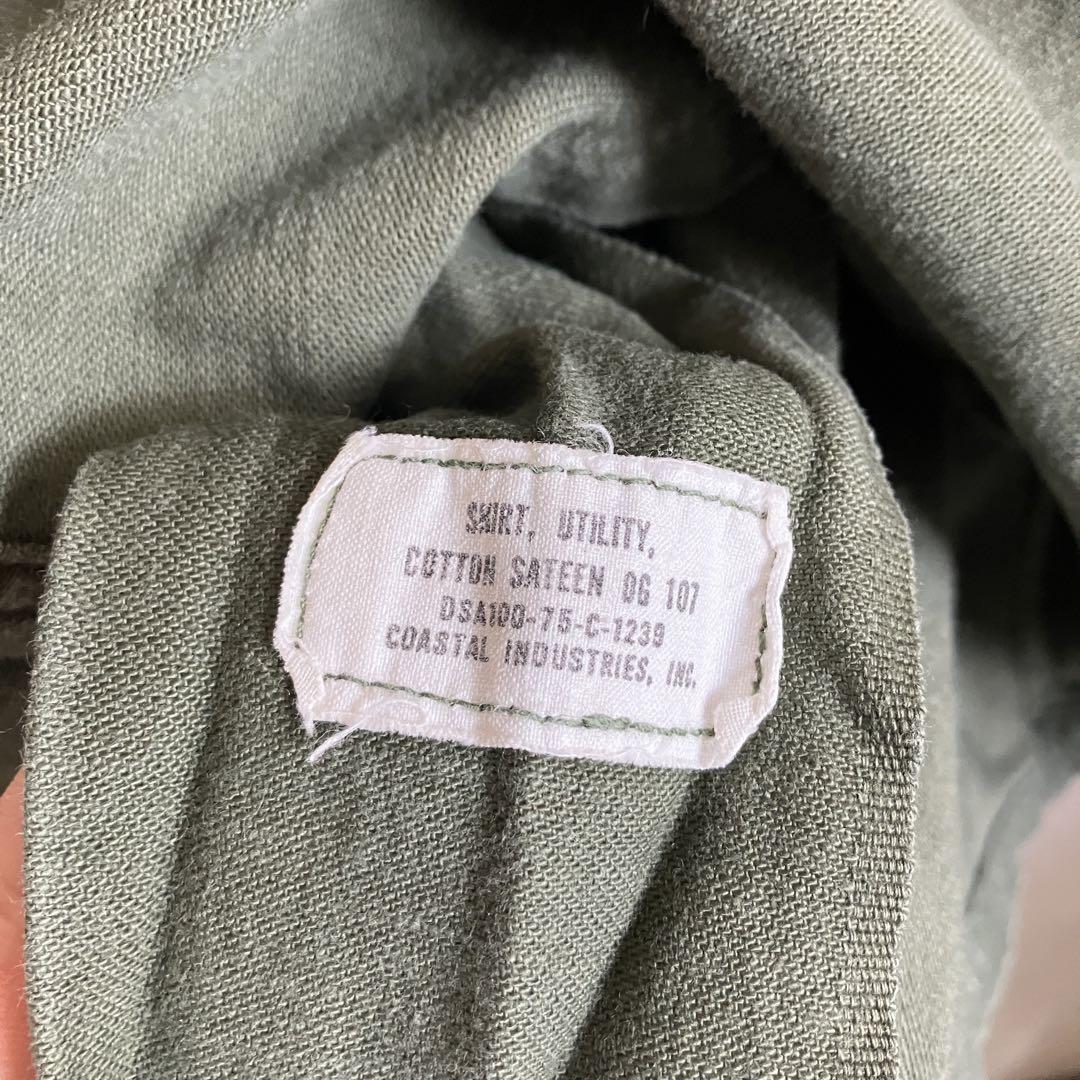 SHIRT, UTILITY,
COTTON SATEEN OG 107
DSA100-75-C-1239
COASTAL INDUSTRIES, INC.